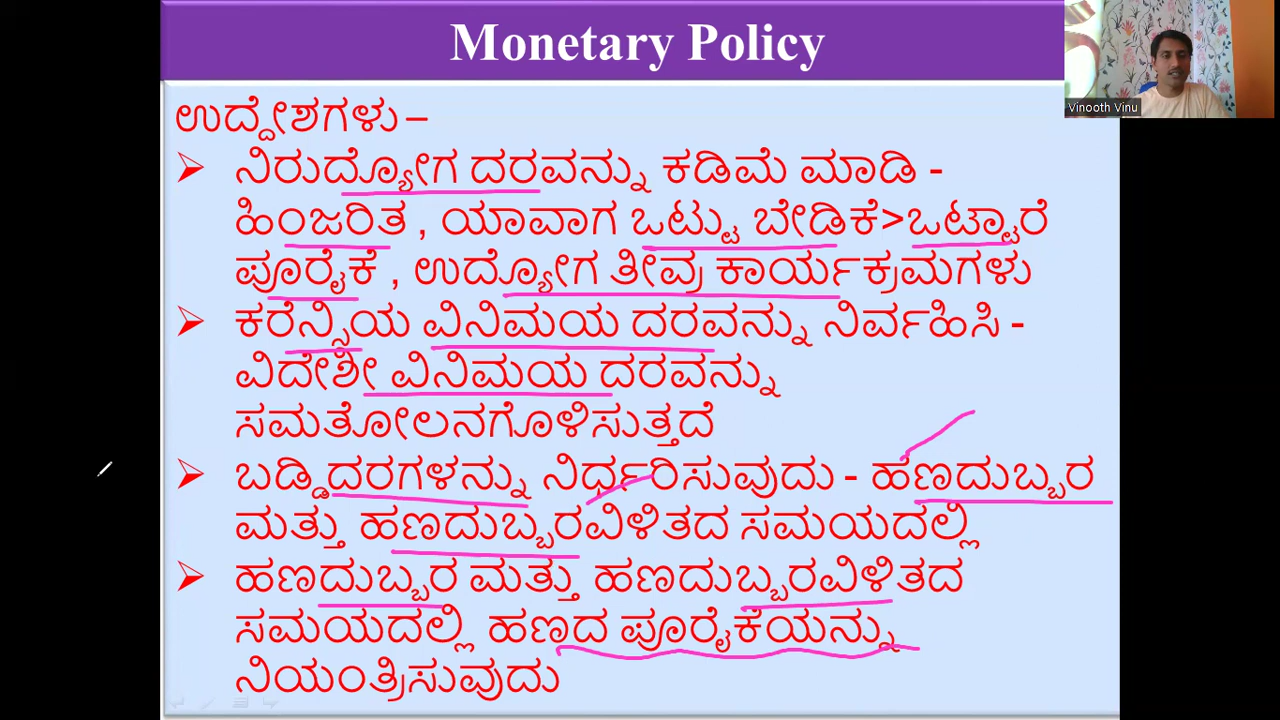 Monetary Policy
Vinooth Vinu
ಉದ್ದೇಶಗಳು –
ನಿರುದ್ಯೋಗ ದರವನ್ನು ಕಡಿಮೆ ಮಾಡಿ -
ಹಿಂಜರಿತ , ಯಾವಾಗ ಒಟ್ಟು ಬೇಡಿಕೆ>ಒಟ್ಟಾರೆ
ಪೂರೈಕೆ , ಉದ್ಯೋಗ ತೀವ್ರ ಕಾರ್ಯಕ್ರಮಗಳು
ಕರೆನ್ಸಿಯ ವಿನಿಮಯ ದರವನ್ನು ನಿರ್ವಹಿಸಿ -
ವಿದೇಶೀ ವಿನಿಮಯ ದರವನ್ನು
ಸಮತೋಲನಗೊಳಿಸುತ್ತದೆ
ಬಡ್ಡಿದರಗಳನ್ನು ನಿರ್ಧರಿಸುವುದು - ಹಣದುಬ್ಬರ
ಮತ್ತು ಹಣದುಬ್ಬರವಿಳಿತದ ಸಮಯದಲ್ಲಿ
ಹಣದುಬ್ಬರ ಮತ್ತು ಹಣದುಬ್ಬರವಿಳಿತದ
ಸಮಯದಲ್ಲಿ ಹಣದ ಪೂರೈಕೆಯನ್ನು
ನಿಯಂತ್ರಿಸುವುದು